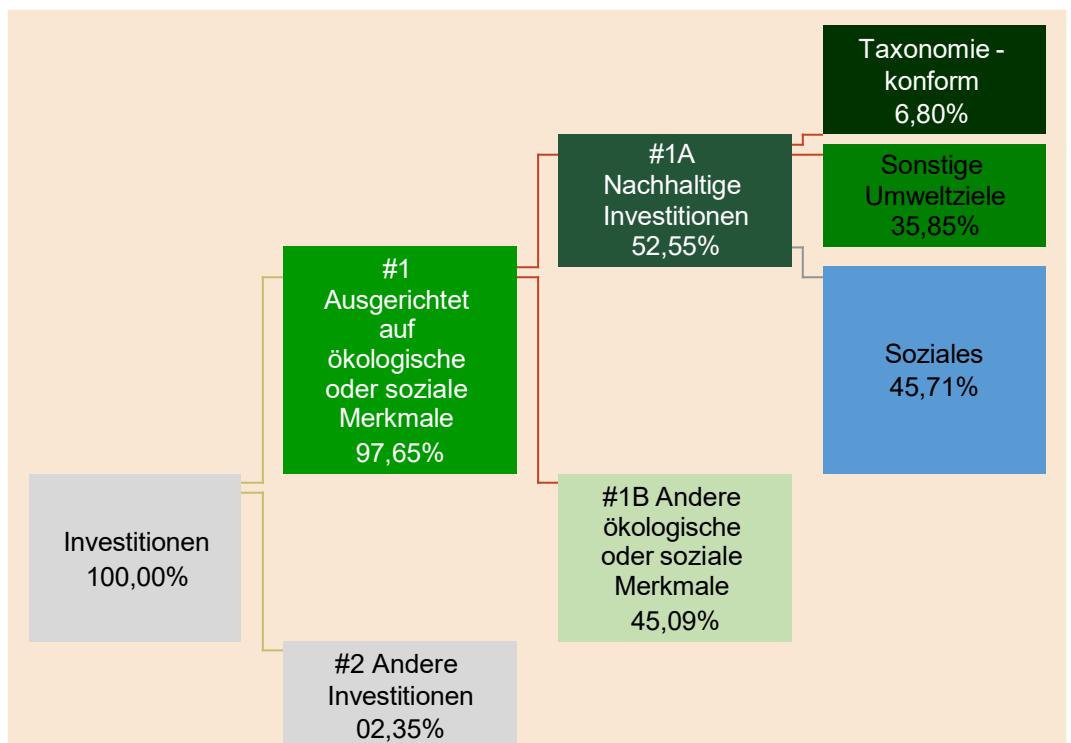 Investitionen
100,00%
#1
Ausgerichtet
auf
ökologische
oder soziale
Merkmale
97,65%
#2 Andere
Investitionen
02,35%
#1A
Nachhaltige
Investitionen
52,55%
#1B Andere
ökologische
oder soziale
Merkmale
45,09%
Taxonomie -
konform
6,80%
Sonstige
Umweltziele
35,85%
Soziales
45,71%